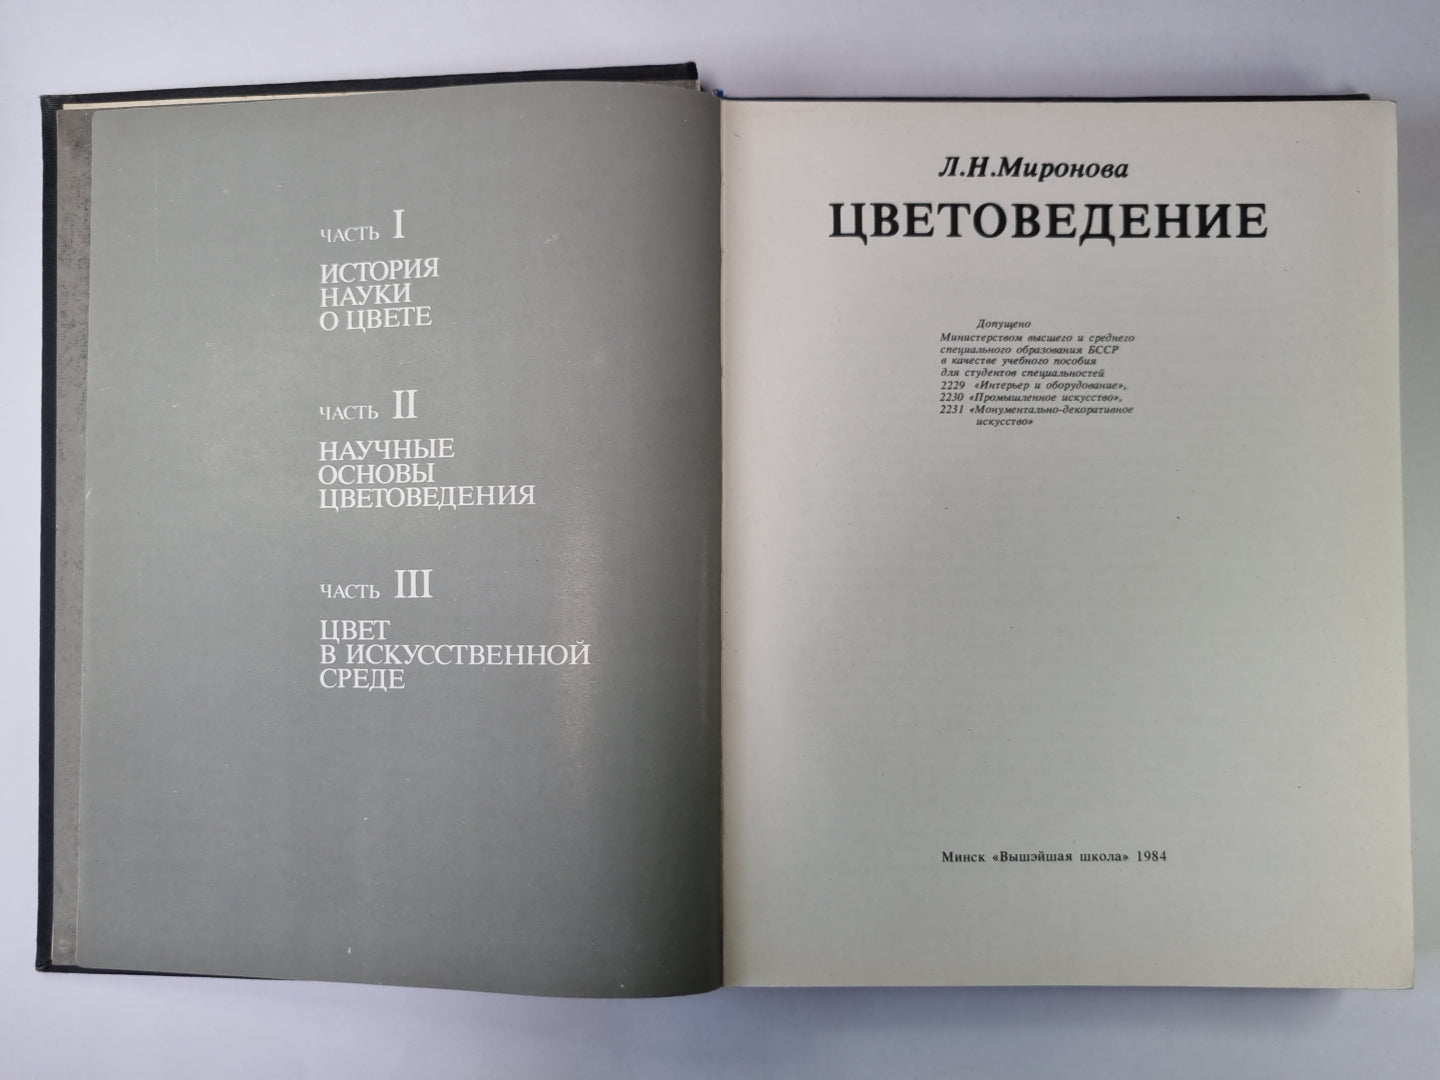 ЧАСТЬ I
ИСТОРИЯ
НАУКИ
О ЦВЕТЕ
ЧАСТЬ II
НАУЧНЫЕ
ОСНОВЫ
ЦВЕТОВЕДЕНИЯ
ЧАСТЬ III
ЦВЕТ
В ИСКУССТВЕННОЙ
СРЕДЕ
Л.Н.Миронова
ЦВЕТОВЕДЕНИЕ
Допущено
Министерством высшего и среднего
специального образования БССР
в качестве учебного пособия
для студентов специальностей
2229 «Интерьер и оборудование»,
2230 «Промышленное искусство»,
2231 «Монументально-декоративное
искусство»
Минск «Вышэйшая школа» 1984